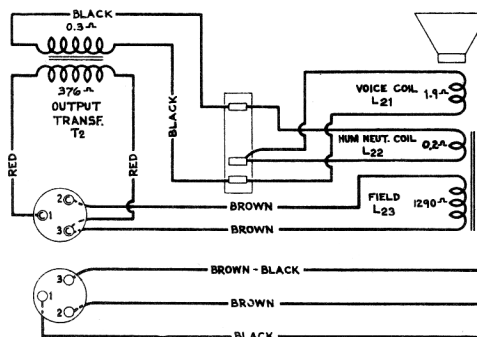 BLACK
0.3Ω
376Ω
OUTPUT
TRANSF.
T2
RED
RED
BLACK
VOICE COIL
L21
1.9Ω
HUM NEUT. COIL
L22
0.2Ω
FIELD
L23
1290Ω
BROWN
BROWN
2
1
3
BROWN-BLACK
BROWN
BLACK
3
1
2